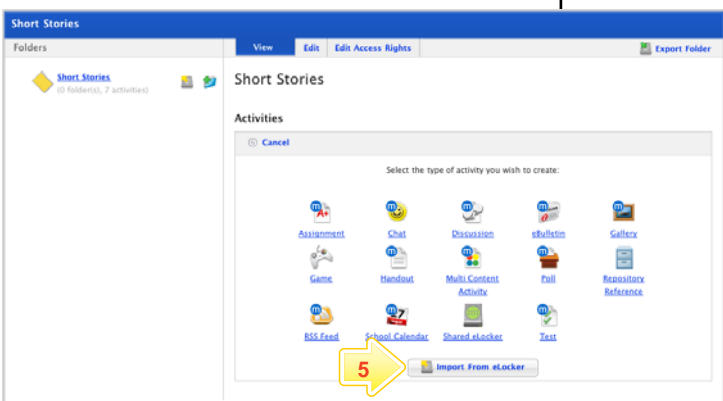 Short Stories
Folders
View Edit Edit Access Rights Export Folder
Short Stories
(0 folder(s), 7 activities)
Short Stories
Activities
Cancel
Select the type of activity you wish to create:
Assignment Chat Discussion eBulletin Gallery
Game Handout Multi Content Activity Poll Repository Reference
RSS Feed School Calendar Shared eLocker Test
5 Import From eLocker